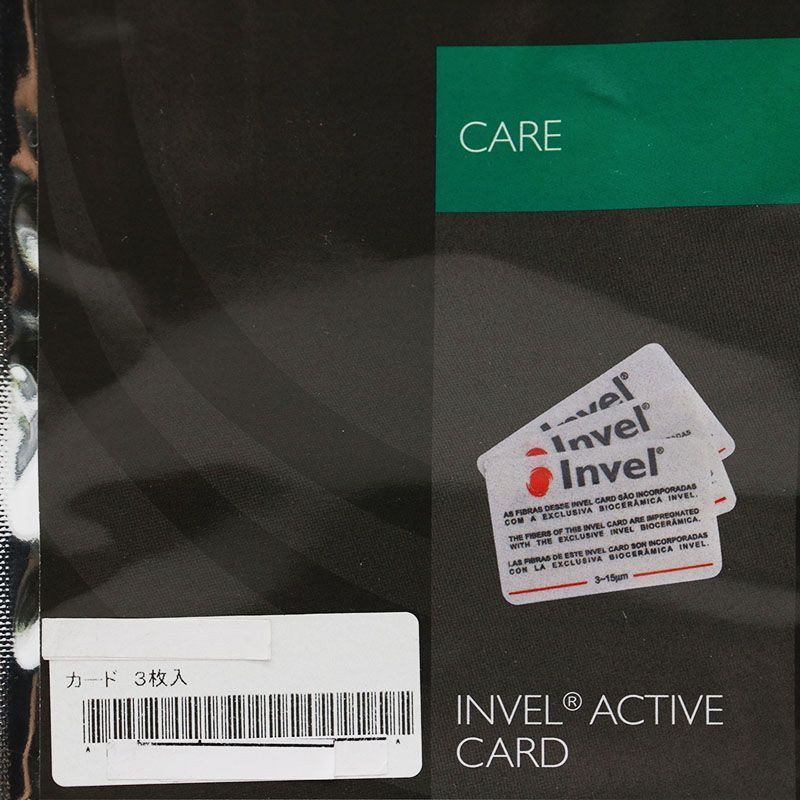 CARE
Invel®
Invel®
Invel®
AS FIBRAS DESSE INVEL CARD SÃO INCORPORADAS
COM A EXCLUSIVA BIOCERÂMICA INVEL.
THE FIBERS OF THIS INVEL CARD ARE IMPREGNATED
WITH THE EXCLUSIVE INVEL BIOCERÂMICA.
LAS FIBRAS DE ESTE INVEL CARD SON INCORPORADAS
CON LA EXCLUSIVA BIOCERÂMICA INVEL.
3~15µm
カード 3枚入
A A
INVEL® ACTIVE
CARD